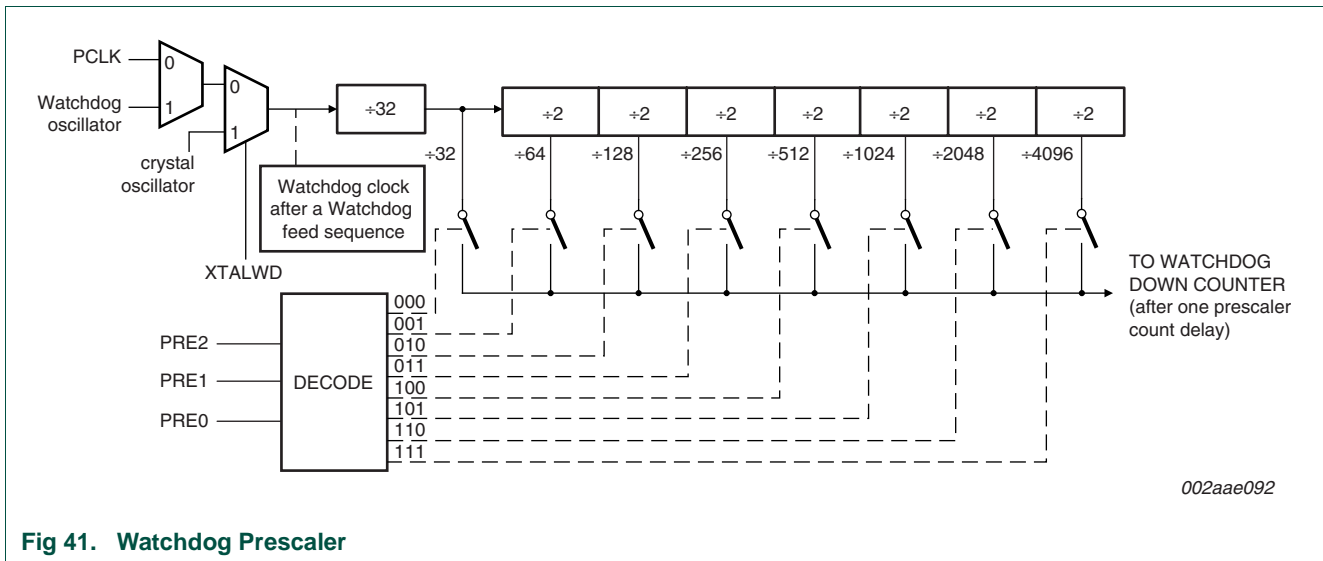 PCLK
0
Watchdog
oscillator
1
0
1
crystal
oscillator
XTALWD
÷32
÷2
÷2
÷2
÷2
÷2
÷2
÷2
÷32
÷64
÷128
÷256
÷512
÷1024
÷2048
÷4096
Watchdog clock
after a Watchdog
feed sequence
TO WATCHDOG
DOWN COUNTER
(after one prescaler
count delay)
PRE2
PRE1
PRE0
DECODE
000
001
010
011
100
101
110
111
002aae092
Fig 41. Watchdog Prescaler